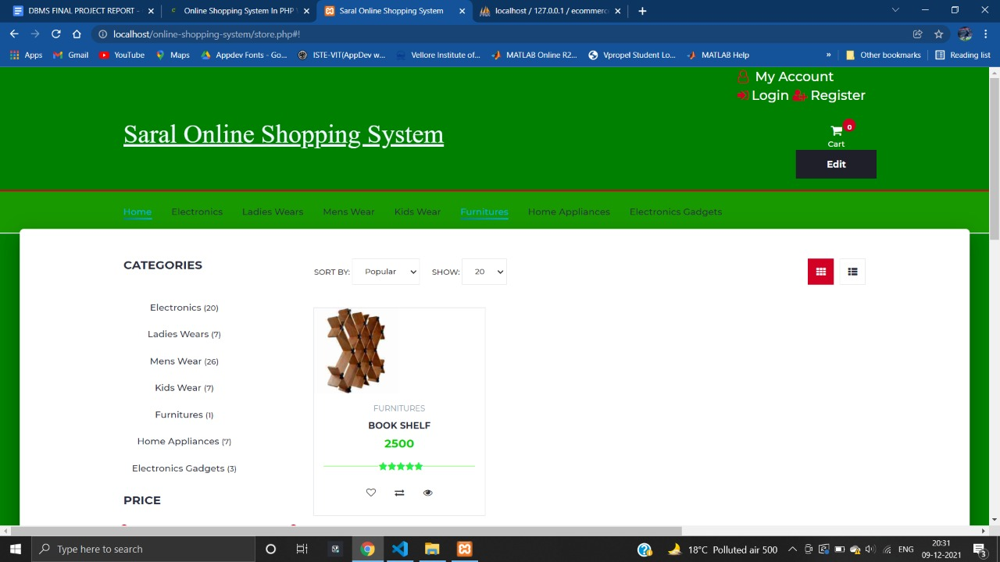 DBMS FINAL PROJECT REPORT -
Online Shopping System In PHP
Saral Online Shopping System
localhost / 127.0.0.1 / ecommerc
localhost/online-shopping-system/store.php#!
Apps
Gmail
YouTube
Maps
Appdev Fonts - Go...
ISTE-VIT(AppDev w...
Vellore Institute of...
MATLAB Online R2...
Vpropel Student Lo...
MATLAB Help
»
Other bookmarks
Reading list
My Account
Login Register
Saral Online Shopping System
0
Cart
Edit
Home Electronics Ladies Wears Mens Wear Kids Wear Furnitures Home Appliances Electronics Gadgets
CATEGORIES
Electronics (20)
Ladies Wears (7)
Mens Wear (26)
Kids Wear (7)
Furnitures (1)
Home Appliances (7)
Electronics Gadgets (3)
PRICE
SORT BY: Popular SHOW: 20
FURNITURES
BOOK SHELF
2500
Type here to search
18°C Polluted air 500
ENG
20:31
09-12-2021
3